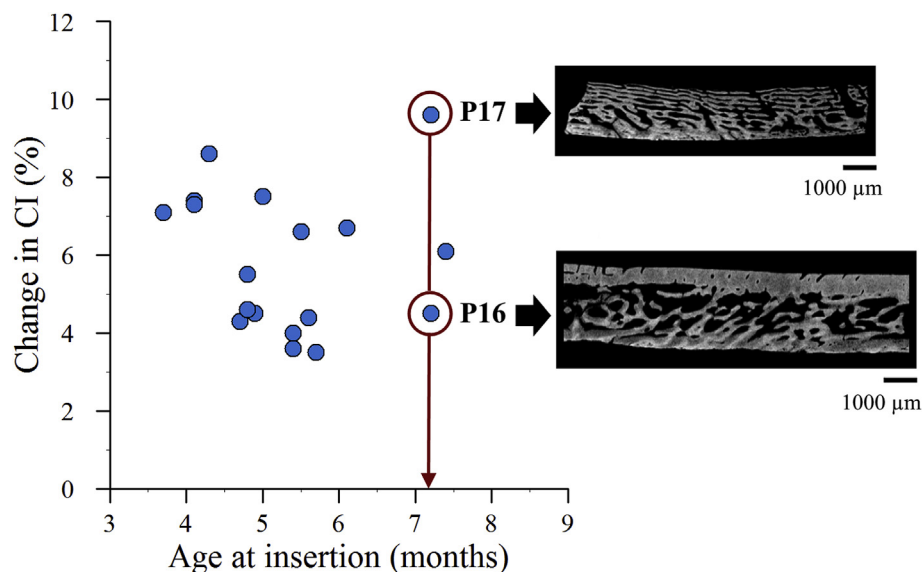 12
10
8
6
4
2
0
Change in CI (%)
3 4 5 6 7 8 9
Age at insertion (months)
P17
1000 µm
P16
1000 µm